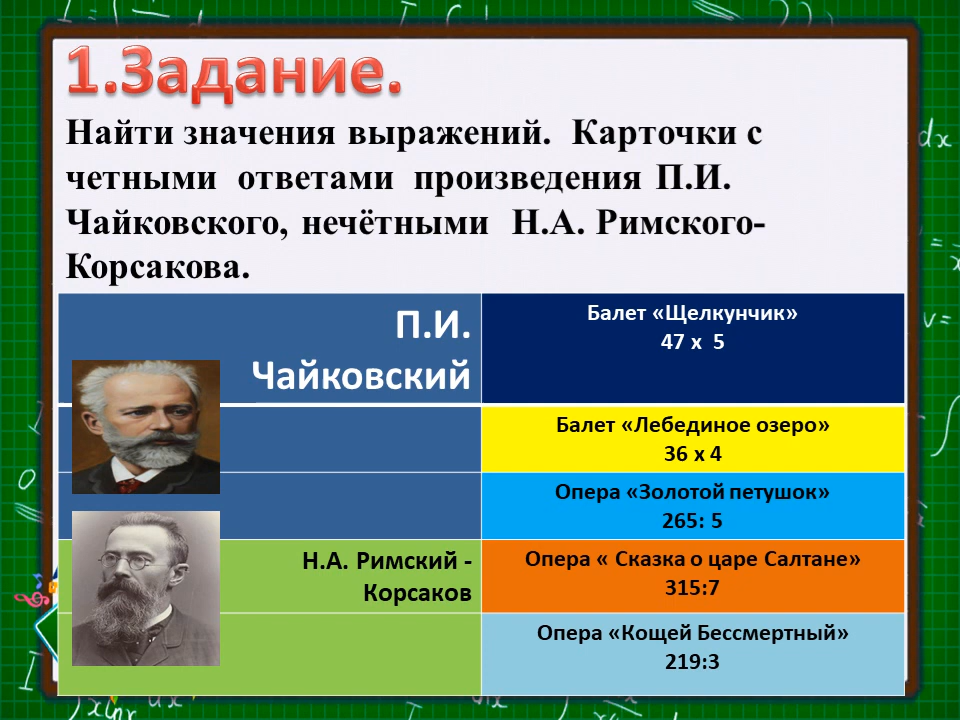 1.Задание.
Найти значения выражений. Карточки с
четными ответами произведения П.И.
Чайковского, нечётными Н.А. Римского-
Корсакова.
П.И.
Чайковский
Балет «Щелкунчик»
47 х 5
Балет «Лебединое озеро»
36 х 4
Опера «Золотой петушок»
265: 5
Н.А. Римский -
Корсаков
Опера « Сказка о царе Салтане»
315:7
Опера «Кощей Бессмертный»
219:3
dx